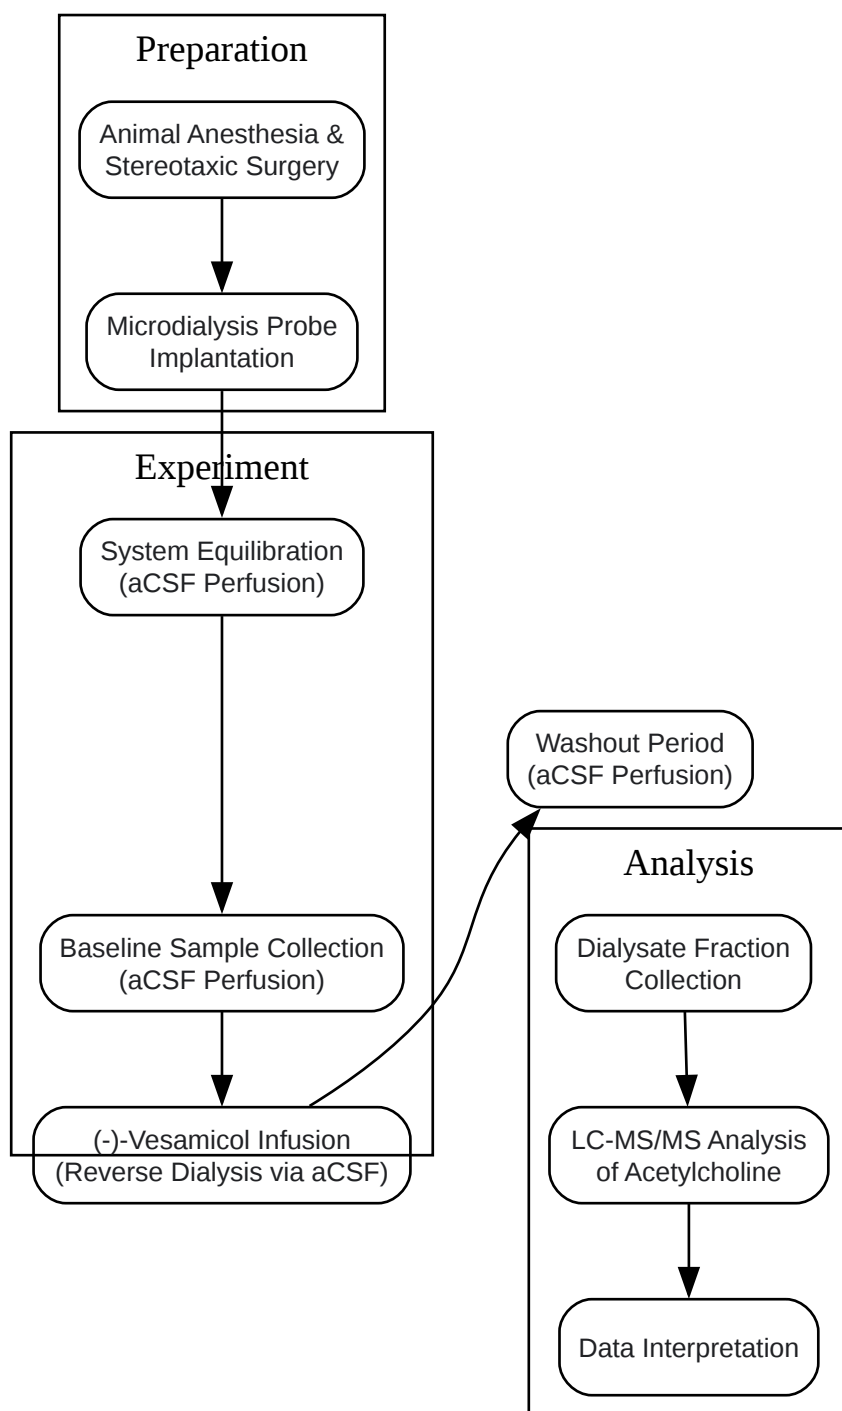 Preparation
Animal Anesthesia &
Stereotaxic Surgery
Microdialysis Probe
Implantation
Experiment
System Equilibration
(aCSF Perfusion)
Baseline Sample Collection
(aCSF Perfusion)
(-)-Vesamicol Infusion
(Reverse Dialysis via aCSF)
Washout Period
(aCSF Perfusion)
Analysis
Dialysate Fraction
Collection
LC-MS/MS Analysis
of Acetylcholine
Data Interpretation